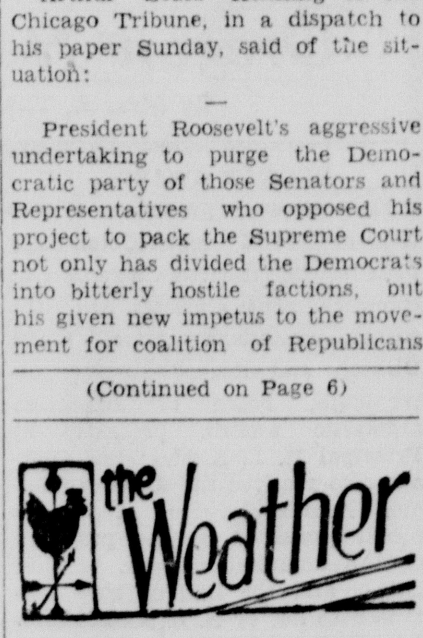 Chicago Tribune, in a dispatch to
his paper Sunday, said of the sit-
uation:
President Roosevelt's aggressive
undertaking to purge the Demo-
cratic party of those Senators and
Representatives who opposed his
project to pack the Supreme Court
not only has divided the Democrats
into bitterly hostile factions, but
his given new impetus to the move-
ment for coalition of Republicans
(Continued on Page 6)
the
Weather